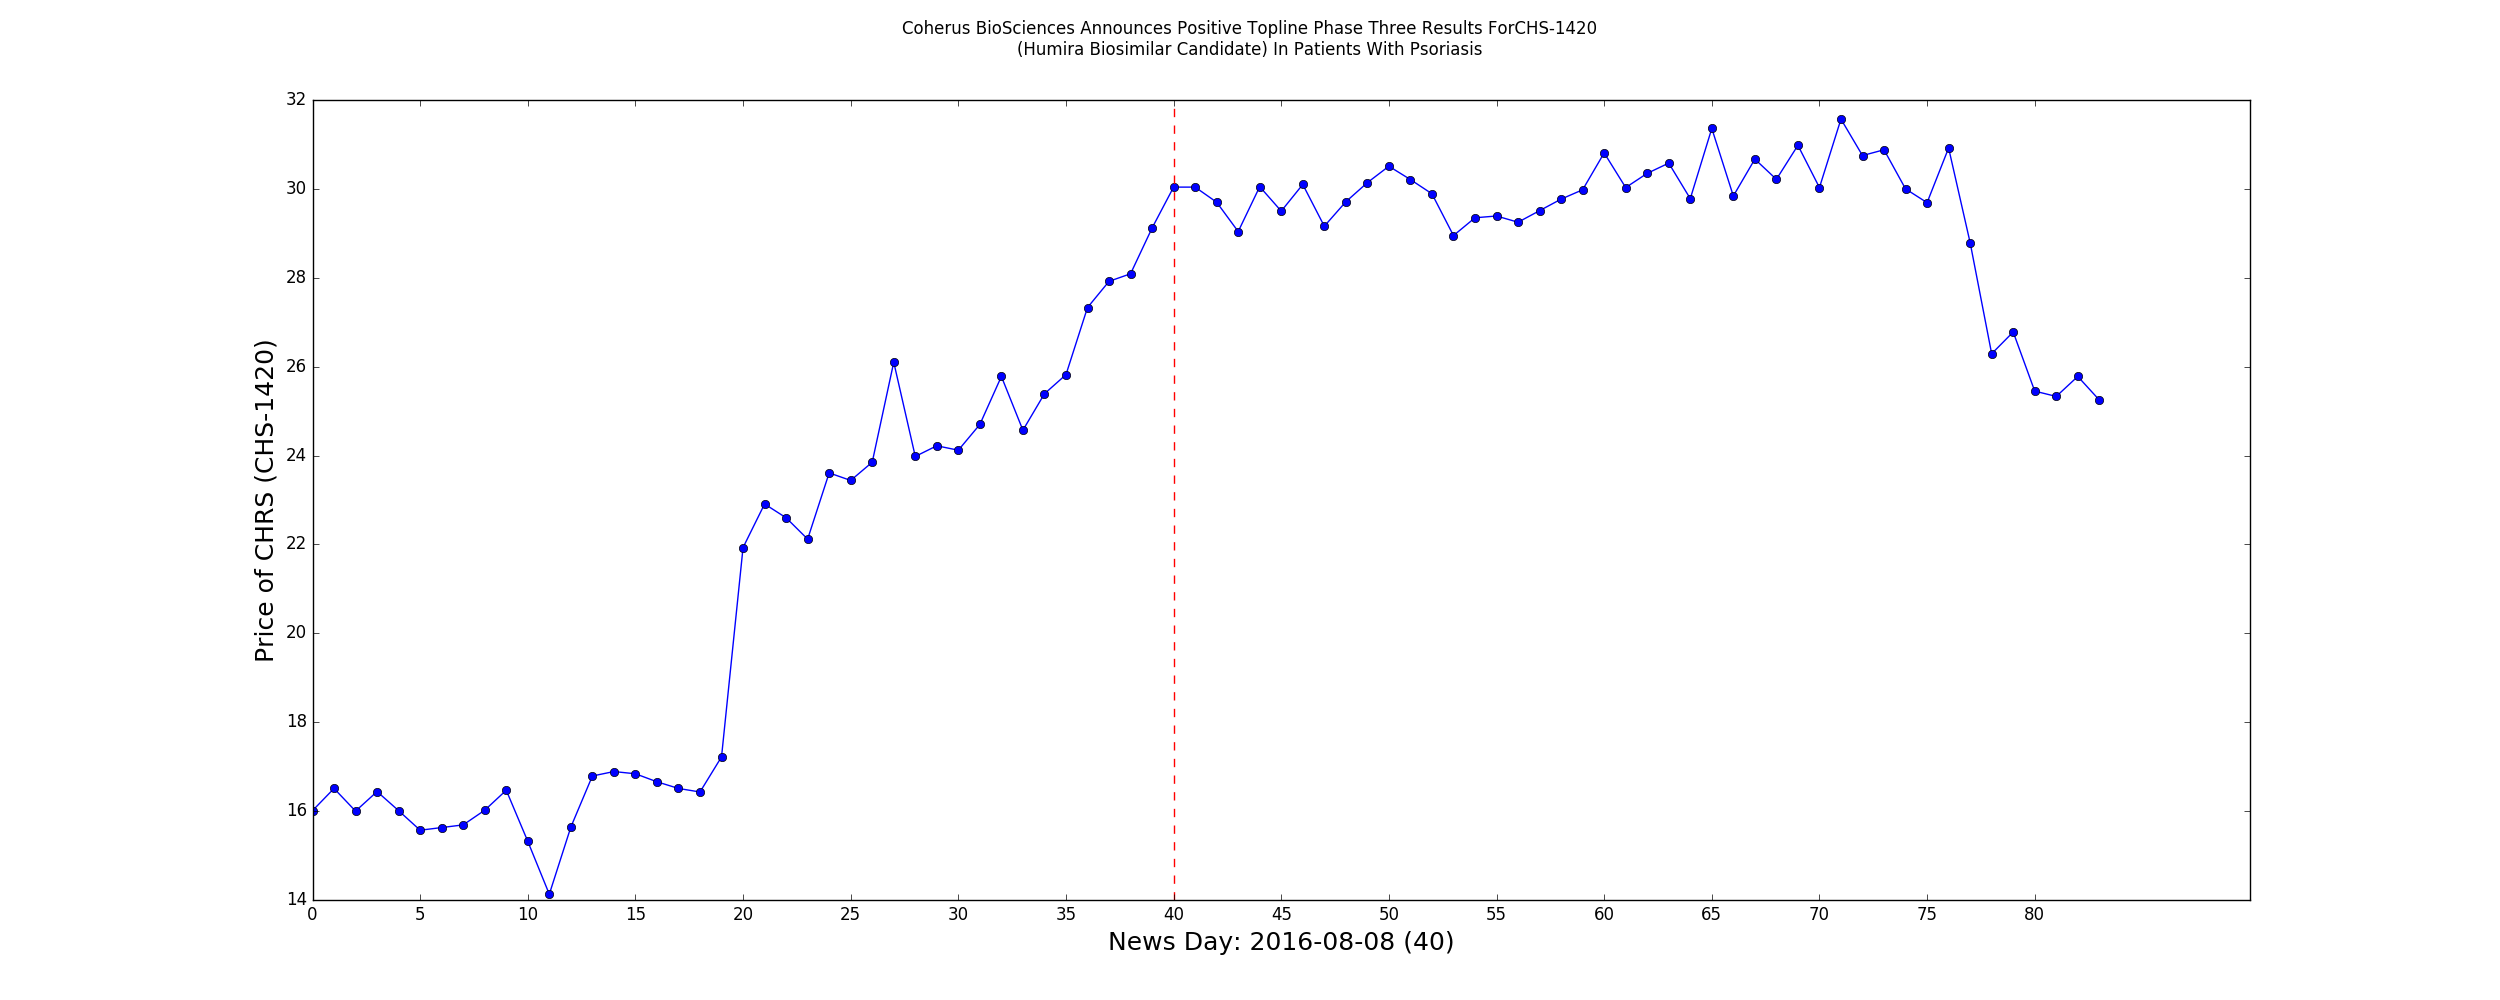 Coherus BioSciences Announces Positive Topline Phase Three Results ForCHS-1420
(Humira Biosimilar Candidate) In Patients With Psoriasis
32
30
28
26
24
22
20
18
16
14
Price of CHRS (CHS-1420)
0 5 10 15 20 25 30 35 40 45 50 55 60 65 70 75 80
News Day: 2016-08-08 (40)